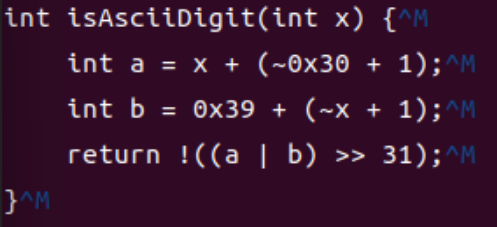 int isAsciiDigit(int x) {^M
    int a = x + (~0x30 + 1);^M
    int b = 0x39 + (~x + 1);^M
    return !((a | b) >> 31);^M
}^M